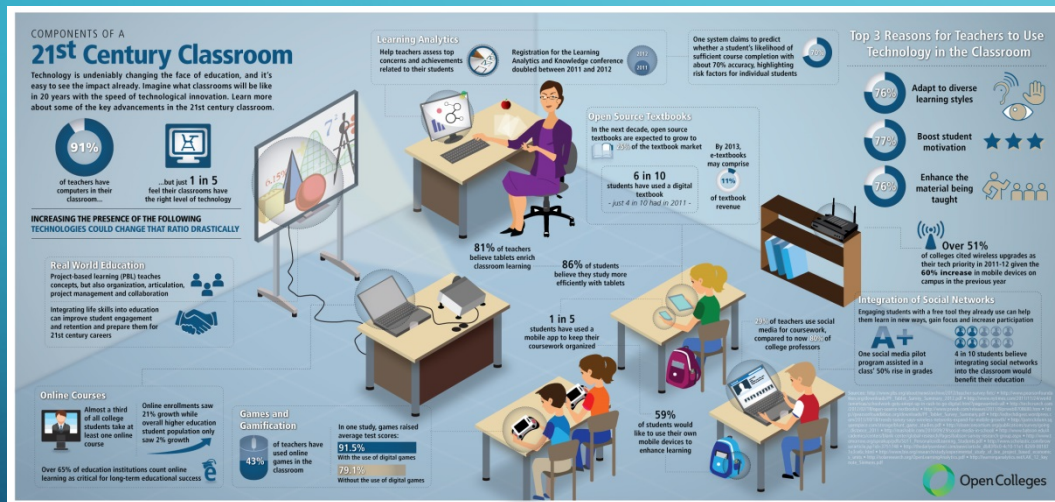 COMPONENTS OF A
21st Century Classroom
Technology is undeniably changing the face of education, and it's
easy to see the impact already. Imagine what classrooms will be like
in 20 years with the speed of technological innovation. Learn more
about some of the key advancements in the 21st century classroom.
91%
of teachers have
computers in their
classroom...
...but just 1 in 5
feel their classrooms have
the right level of technology
INCREASING THE PRESENCE OF THE FOLLOWING
TECHNOLOGIES COULD CHANGE THAT RATIO DRASTICALLY
Real World Education
Project-based learning (PBL) teaches
concepts, but also organization, articulation,
project management and collaboration
Integrating life skills into education
can improve student engagement
and retention and prepare them for
21st century careers
Online Courses
Almost a third
of all college
students take at
least one online
course
Online enrollments saw
21% growth while
overall higher education
student population only
saw 2% growth
Over 65% of education institutions count online
learning as critical for long-term educational success
Games and
Gamification
43%
of teachers have
used online
games in the
classroom
In one study, games raised
average test scores:
91.5%
With the use of digital games
79.1%
Without the use of digital games
Learning Analytics
Help teachers assess top
concerns and achievements
related to their students
Registration for the Learning
Analytics and Knowledge conference
doubled between 2011 and 2012
2012
2011
One system claims to predict
whether a student's likelihood of
sufficient course completion with
about 70% accuracy, highlighting
risk factors for individual students
70%
Open Source Textbooks
In the next decade, open source
textbooks are expected to grow to
25% of the textbook market
6 in 10
students have used a digital
textbook
- just 4 in 10 had in 2011 -
By 2013,
e-textbooks
may comprise
11%
of textbook
revenue
81% of teachers
believe tablets enrich
classroom learning
86% of students
believe they study more
efficiently with tablets
1 in 5
students have used a
mobile app to keep their
coursework organized
59%
of students would
like to use their own
mobile devices to
enhance learning
of teachers use social
media for coursework,
compared to now
of
college professors
Top 3 Reasons for Teachers to Use
Technology in the Classroom
76%
Adapt to diverse
learning styles
77%
Boost student
motivation
76%
Enhance the
material being
taught
Over 51%
of colleges cited wireless upgrades as
their tech priority in 2011-12 given the
60% increase in mobile devices on
campus in the previous year
Integration of Social Networks
Engaging students with a free tool they already use can help
them learn in new ways, gain focus and increase participation
A+
One social media pilot
program assisted in a
class' 50% rise in grades
4 in 10 students believe
integrating social networks
into the classroom would
benefit their education
Open Colleges